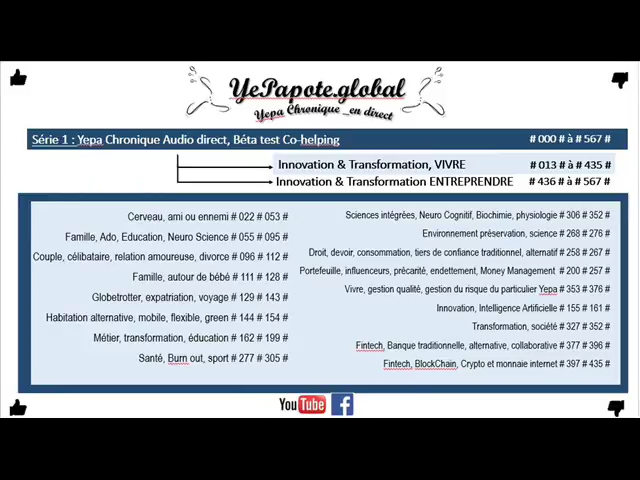 YePapote.global
Yepa Chronique _en direct
Série 1 : Yepa Chronique Audio direct, Béta test Co-helping # 000 # à # 567 #
Innovation & Transformation, VIVRE # 013 # à # 435 #
Innovation & Transformation ENTREPRENDRE # 436 # à # 567 #
Cerveau, ami ou ennemi # 022 # 053 #
Famille, Ado, Education, Neuro Science # 055 # 095 #
Couple, célibataire, relation amoureuse, divorce # 096 # 112 #
Famille, autour de bébé # 111 # 128 #
Globetrotter, expatriation, voyage # 129 # 143 #
Habitation alternative, mobile, flexible, green # 144 # 154 #
Métier, transformation, éducation # 162 # 199 #
Santé, Burn out, sport # 277 # 305 #
Sciences intégrées, Neuro Cognitif, Biochimie, physiologie # 306 # 352 #
Environnement préservation, science # 268 # 276 #
Droit, devoir, consommation, tiers de confiance traditionnel, alternatif # 258 # 267 #
Portefeuille, influenceurs, précarité, endettement, Money Management # 200 # 257 #
Vivre, gestion qualité, gestion du risque du particulier Yepa # 353 # 376 #
Innovation, Intelligence Artificielle # 155 # 161 #
Transformation, société # 327 # 352 #
Fintech, Banque traditionnelle, alternative, collaborative # 377 # 396 #
Fintech, BlockChain, Crypto et monnaie internet # 397 # 435 #
YouTube f